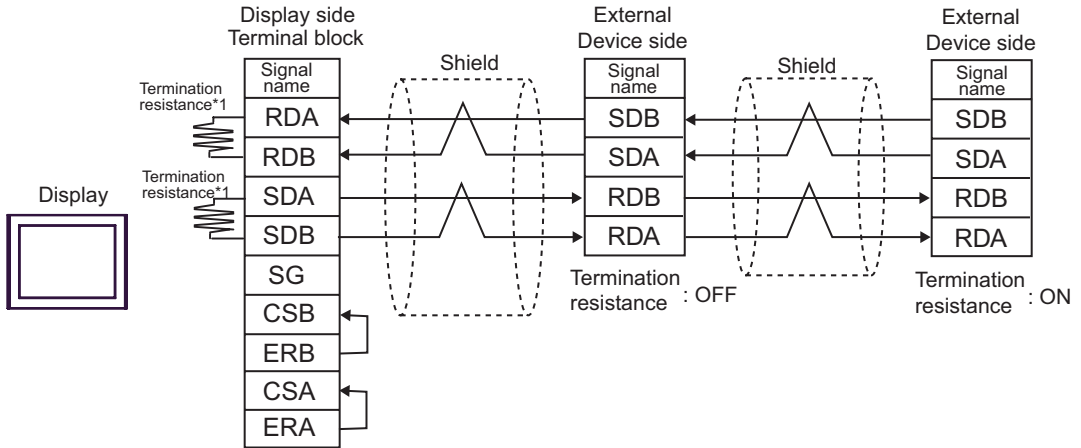 Display side
Terminal block
External
Device side
External
Device side
Shield
Shield
Termination
resistance*1
Termination
resistance*1
Display
Signal
name
RDA
RDB
SDA
SDB
SG
CSB
ERB
CSA
ERA
Signal
name
SDB
SDA
RDB
RDA
Termination
resistance : OFF
Signal
name
SDB
SDA
RDB
RDA
Termination
resistance : ON